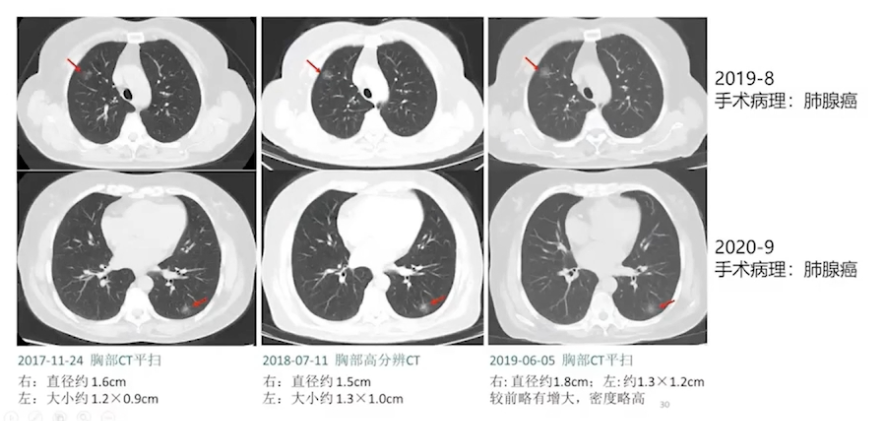 2019-8
手术病理：肺腺癌
2020-9
手术病理：肺腺癌
2017-11-24 胸部CT平扫
右：直径约 1.6cm
左：大小约 1.2×0.9cm
2018-07-11 胸部高分辨CT
右：直径约 1.5cm
左：大小约 1.3×1.0cm
2019-06-05 胸部CT平扫
右: 直径约1.8cm；左: 约1.3×1.2cm
较前略有增大，密度略高
30